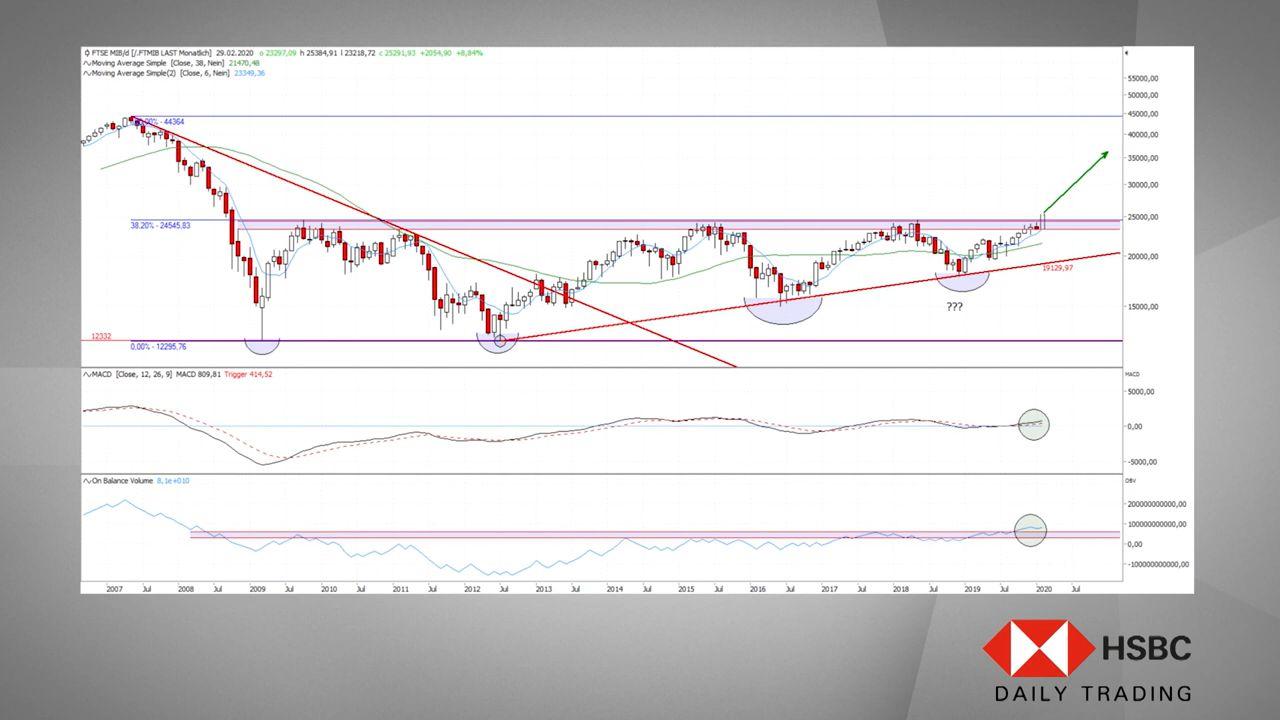 FTSE MIB/d [/.FTMIB LAST Monatlich] 29.02.2020 o 23297,09 h 25384,91 l 23218,72 c 25291,93 +2054,90 +8,84%
Moving Average Simple [Close, 38, Nein] 21470,48
Moving Average Simple(2) [Close, 6, Nein] 23349,36
55000,00
50000,00
45000,00
- 44364
40000,00
35000,00
30000,00
25000,00
38.20% - 24545.83
20000,00
19129,97
???
15000,00
12332
0.00% - 12295,76
MACD [Close, 12, 26, 9] MACD 809,81 Trigger 414,52
MACD
5000,00
0,00
-5000,00
On Balance Volume 8,1e+010
OBV
200000000000,00
100000000000,00
0,00
-100000000000,00
2007 Jul 2008 Jul 2009 Jul 2010 Jul 2011 Jul 2012 Jul 2013 Jul 2014 Jul 2015 Jul 2016 Jul 2017 Jul 2018 Jul 2019 Jul 2020 Jul
HSBC
DAILY TRADING